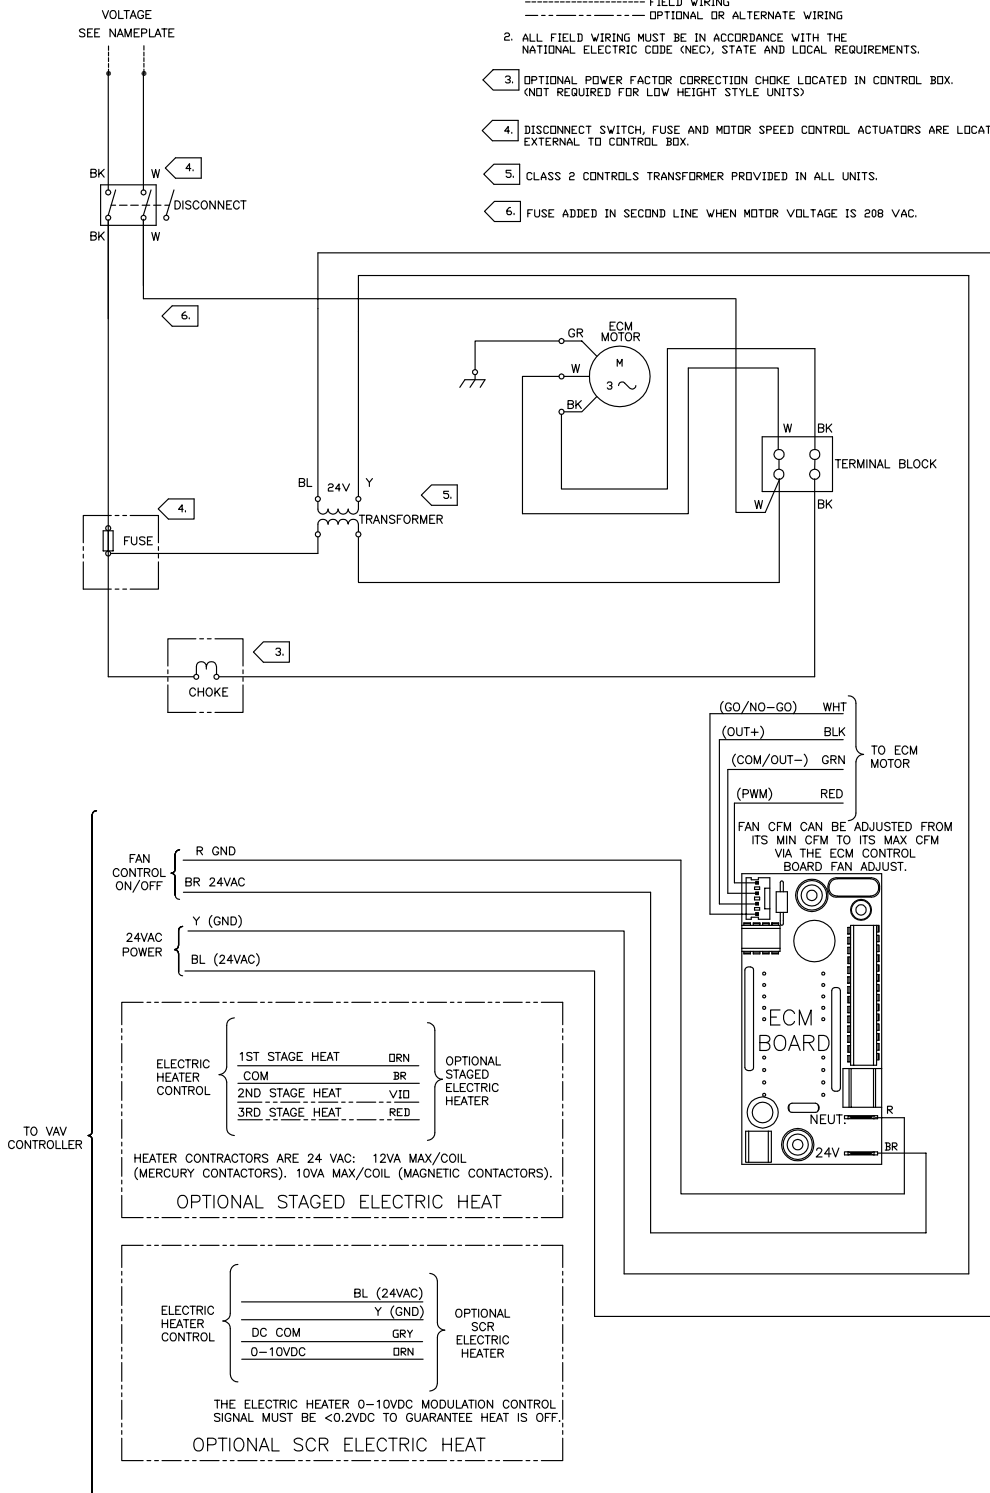 FIELD WIRING
OPTIONAL OR ALTERNATE WIRING
2. ALL FIELD WIRING MUST BE IN ACCORDANCE WITH THE
NATIONAL ELECTRIC CODE (NEC), STATE AND LOCAL REQUIREMENTS.
3. OPTIONAL POWER FACTOR CORRECTION CHOKE LOCATED IN CONTROL BOX.
(NOT REQUIRED FOR LOW HEIGHT STYLE UNITS)
4. DISCONNECT SWITCH, FUSE AND MOTOR SPEED CONTROL ACTUATORS ARE LOCAT
EXTERNAL TO CONTROL BOX.
5. CLASS 2 CONTROLS TRANSFORMER PROVIDED IN ALL UNITS.
6. FUSE ADDED IN SECOND LINE WHEN MOTOR VOLTAGE IS 208 VAC.
VOLTAGE
SEE NAMEPLATE
BK W 4.
DISCONNECT
BK W
6.
ECM
MOTOR
GR
M
W
3
BK
W BK
TERMINAL BLOCK
W BK
BL 24V Y 5.
TRANSFORMER
4.
FUSE
3.
CHOKE
(GO/NO-GO) WHT
(OUT+) BLK
(COM/OUT-) GRN
(PWM) RED
TO ECM
MOTOR
FAN CFM CAN BE ADJUSTED FROM
ITS MIN CFM TO ITS MAX CFM
VIA THE ECM CONTROL
BOARD FAN ADJUST.
ECM
BOARD
NEUT. R
24V BR
TO VAV
CONTROLLER
FAN
CONTROL
ON/OFF
R GND
BR 24VAC
24VAC
POWER
Y (GND)
BL (24VAC)
ELECTRIC
HEATER
CONTROL
1ST STAGE HEAT ORN
COM BR
2ND STAGE HEAT VIO
3RD STAGE HEAT RED
OPTIONAL
STAGED
ELECTRIC
HEATER
HEATER CONTRACTORS ARE 24 VAC: 12VA MAX/COIL
(MERCURY CONTACTORS). 10VA MAX/COIL (MAGNETIC CONTACTORS).
OPTIONAL STAGED ELECTRIC HEAT
ELECTRIC
HEATER
CONTROL
BL (24VAC)
Y (GND)
DC COM GRY
0-10VDC ORN
OPTIONAL
SCR
ELECTRIC
HEATER
THE ELECTRIC HEATER 0-10VDC MODULATION CONTROL
SIGNAL MUST BE <0.2VDC TO GUARANTEE HEAT IS OFF.
OPTIONAL SCR ELECTRIC HEAT